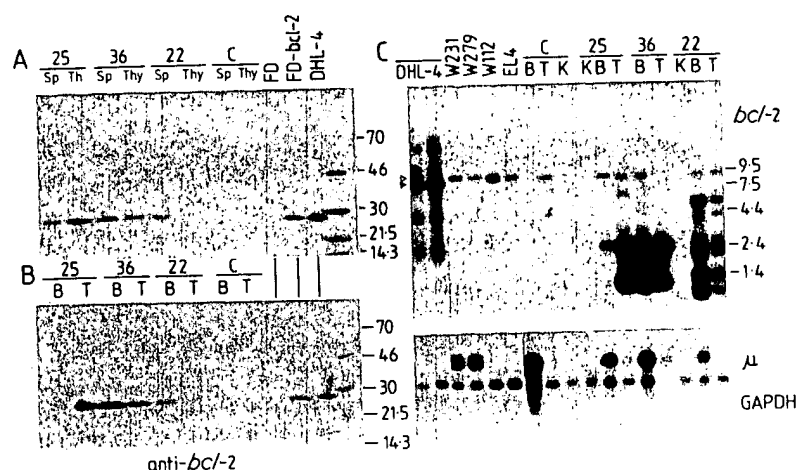 A
25 36 22 C
Sp Th Sp Thy Sp Thy Sp Thy
FD
FD-bcl-2
DHL-4
-70
-46
-30
-21·5
-14·3
B
25 36 22 C
B T B T B T B T
-70
-46
-30
-21·5
-14·3
anti-bcl-2
C
DHL-4
W231
W279
W112
EL4
C 25 36 22
B T K K B T B T K B T
bcl-2
-9·5
-7·5
-4·4
-2·4
-1·4
μ
GAPDH